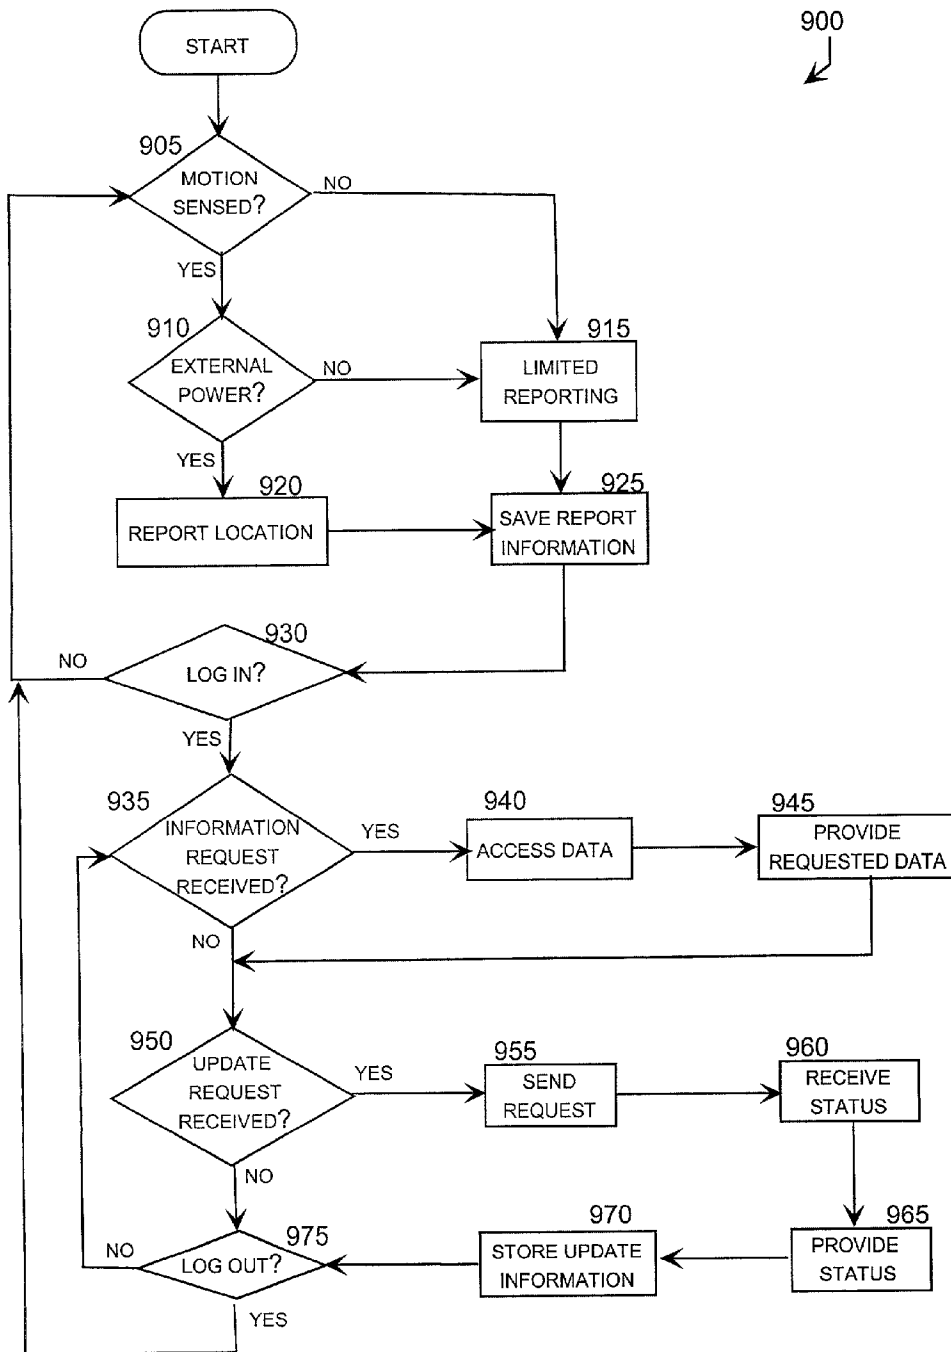 900
START
905
MOTION
SENSED?
NO
YES
910
EXTERNAL
POWER?
NO
915
LIMITED
REPORTING
YES
920
REPORT LOCATION
925
SAVE REPORT
INFORMATION
930
LOG IN?
NO
YES
935
INFORMATION
REQUEST
RECEIVED?
YES
940
ACCESS DATA
945
PROVIDE
REQUESTED DATA
NO
950
UPDATE
REQUEST
RECEIVED?
YES
955
SEND
REQUEST
960
RECEIVE
STATUS
NO
965
PROVIDE
STATUS
970
STORE UPDATE
INFORMATION
975
LOG OUT?
NO
YES